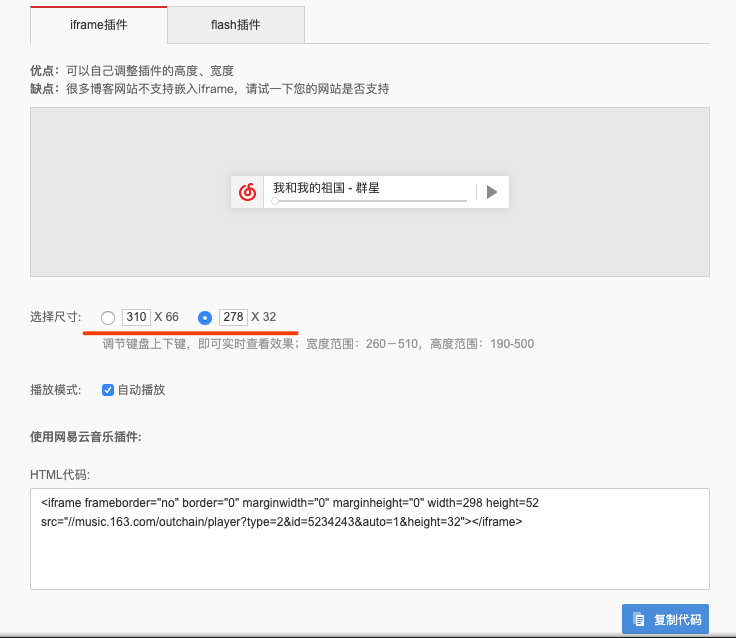 iframe插件 flash插件
优点：可以自己调整插件的高度、宽度
缺点：很多博客网站不支持嵌入iframe，请试一下您的网站是否支持
我和我的祖国 - 群星
选择尺寸: 310 X 66 278 X 32
调节键盘上下键，即可实时查看效果；宽度范围：260－510，高度范围：190-500
播放模式: 自动播放
使用网易云音乐插件:
HTML代码:
<iframe frameborder="no" border="0" marginwidth="0" marginheight="0" width=298 height=52
src="//music.163.com/outchain/player?type=2&id=5234243&auto=1&height=32"></iframe>
复制代码